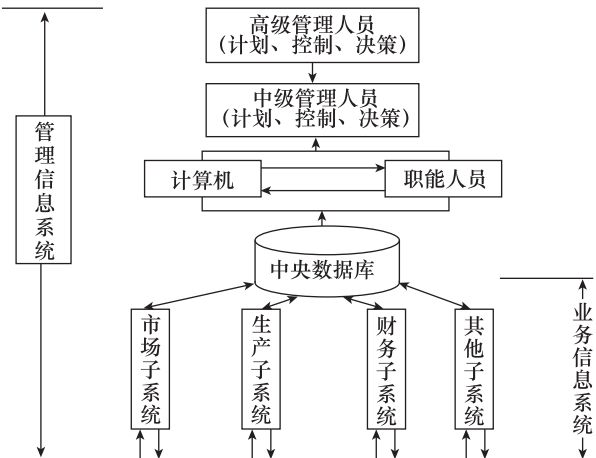 高级管理人员
（计划、控制、决策）
中级管理人员
（计划、控制、决策）
管理信息系统
计算机
职能人员
中央数据库
市场子系统
生产子系统
财务子系统
其他子系统
业务信息系统